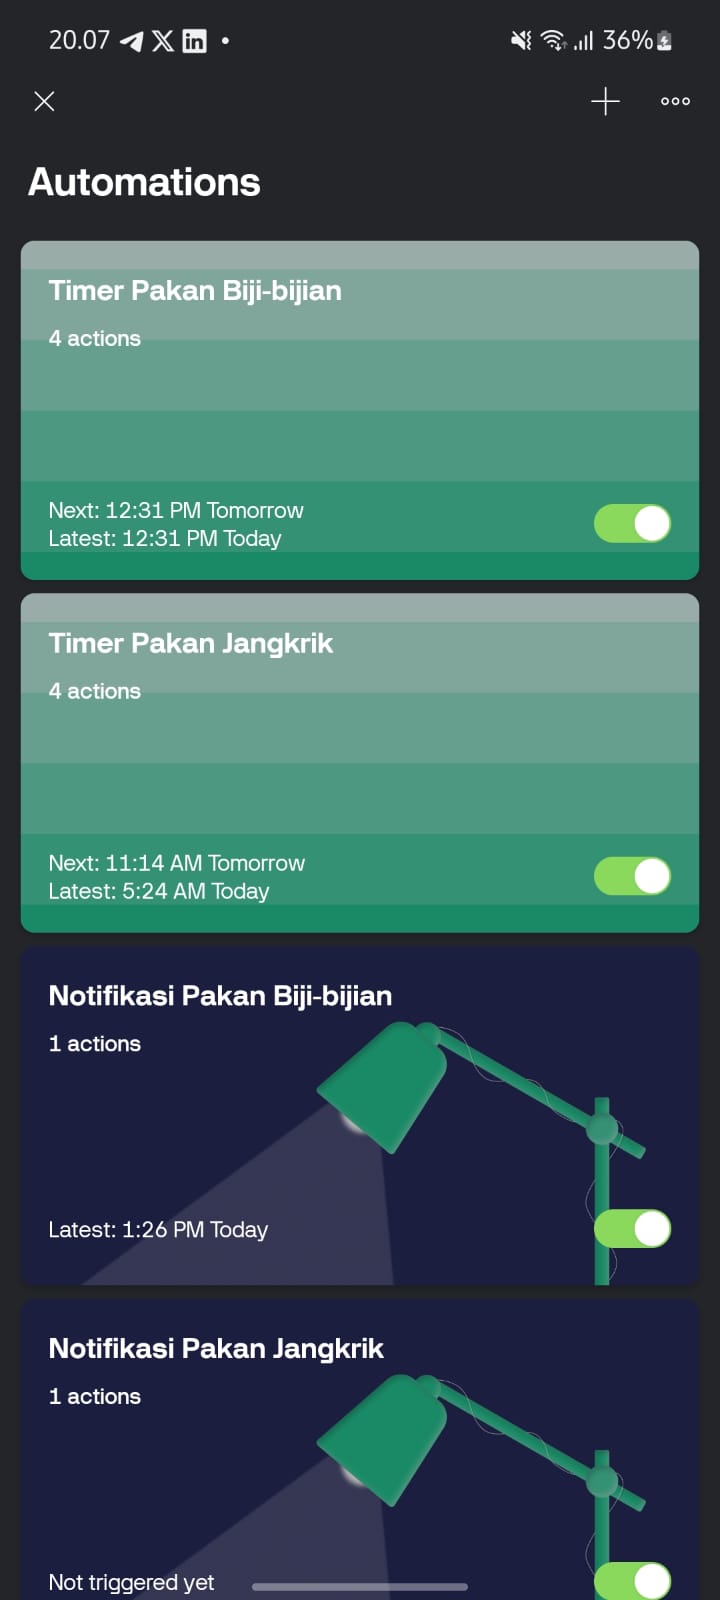 20.07
36%
Automations
Timer Pakan Biji-bijian
4 actions
Next: 12:31 PM Tomorrow
Latest: 12:31 PM Today
Timer Pakan Jangkrik
4 actions
Next: 11:14 AM Tomorrow
Latest: 5:24 AM Today
Notifikasi Pakan Biji-bijian
1 actions
Latest: 1:26 PM Today
Notifikasi Pakan Jangkrik
1 actions
Not triggered yet